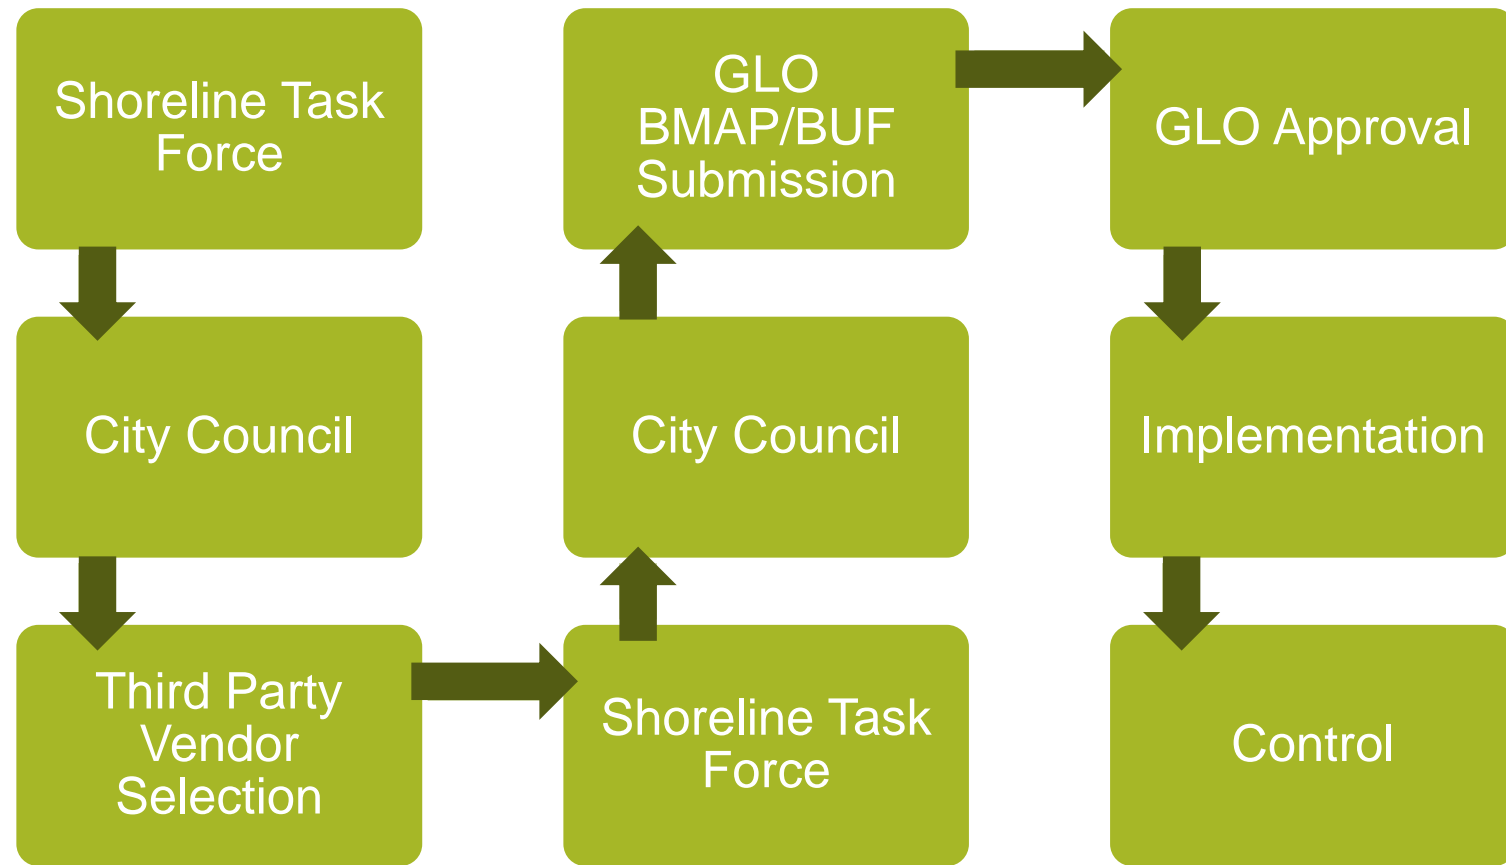 Shoreline Task
Force
City Council
Third Party
Vendor
Selection
Shoreline Task
Force
City Council
GLO
BMAP/BUF
Submission
GLO Approval
Implementation
Control